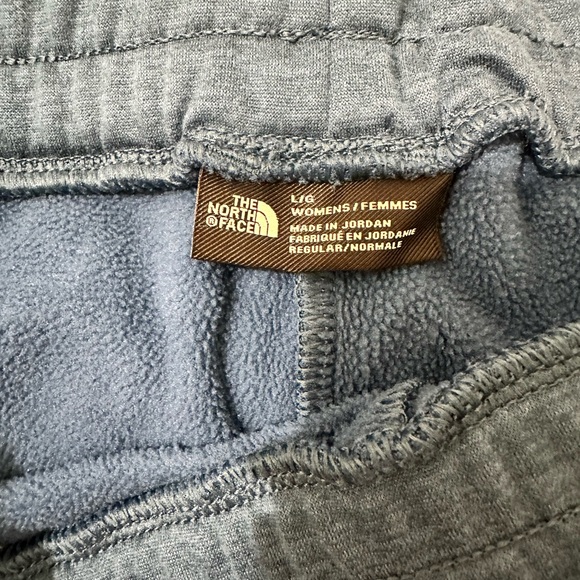 THE
NORTH
®FACE
L/G
WOMENS/FEMMES
MADE IN JORDAN
FABRIQUÉ EN JORDANIE
REGULAR/NORMALE